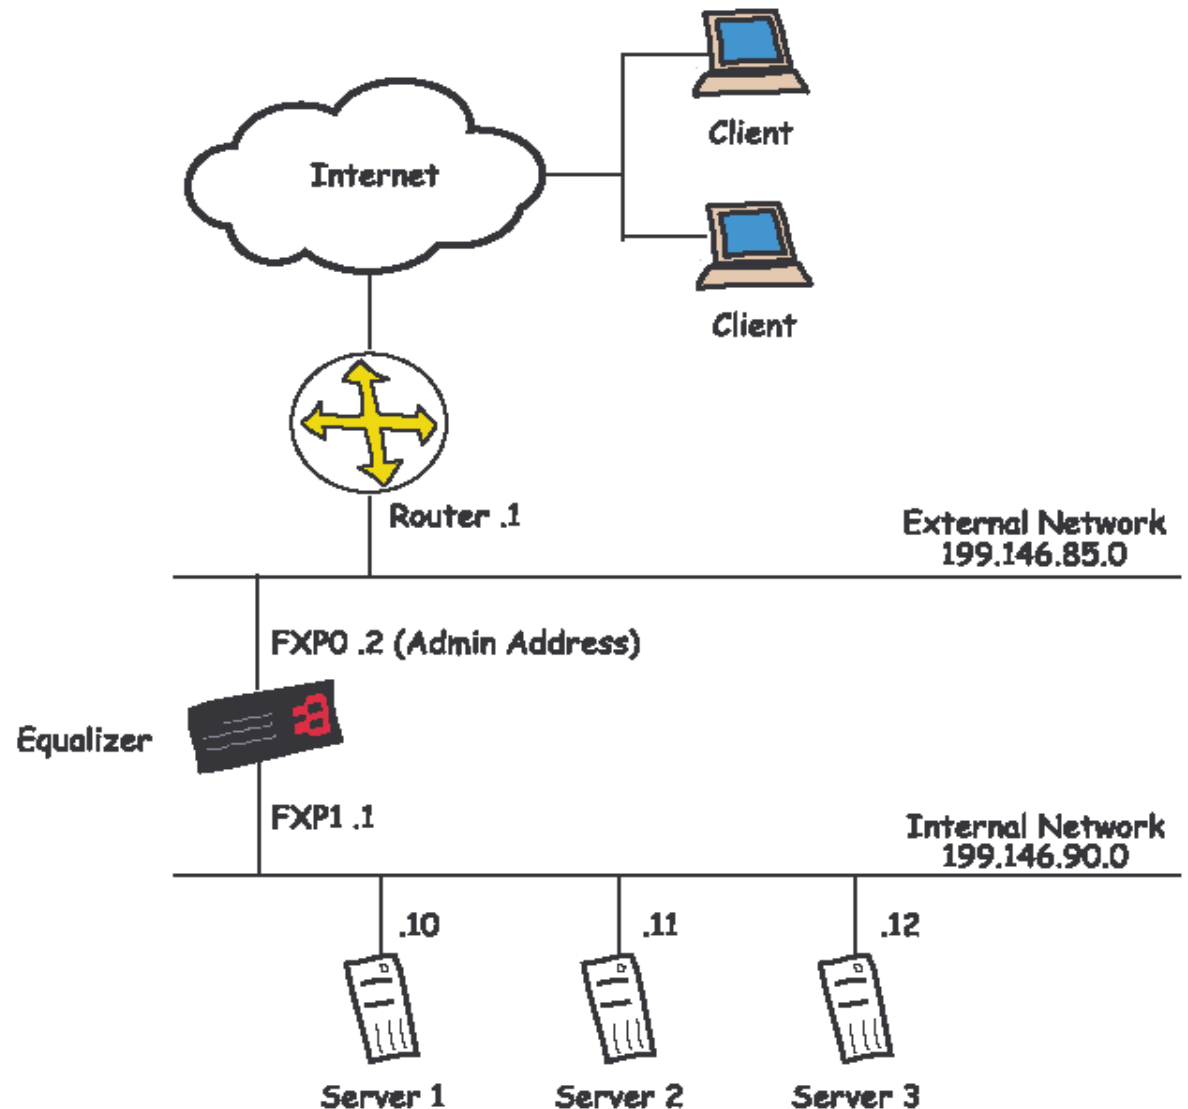 Client
Internet
Client
Router .1
External Network
199.146.85.0
FXP0 .2 (Admin Address)
Equalizer
FXP1 .1
Internal Network
199.146.90.0
.10
.11
.12
Server 1
Server 2
Server 3